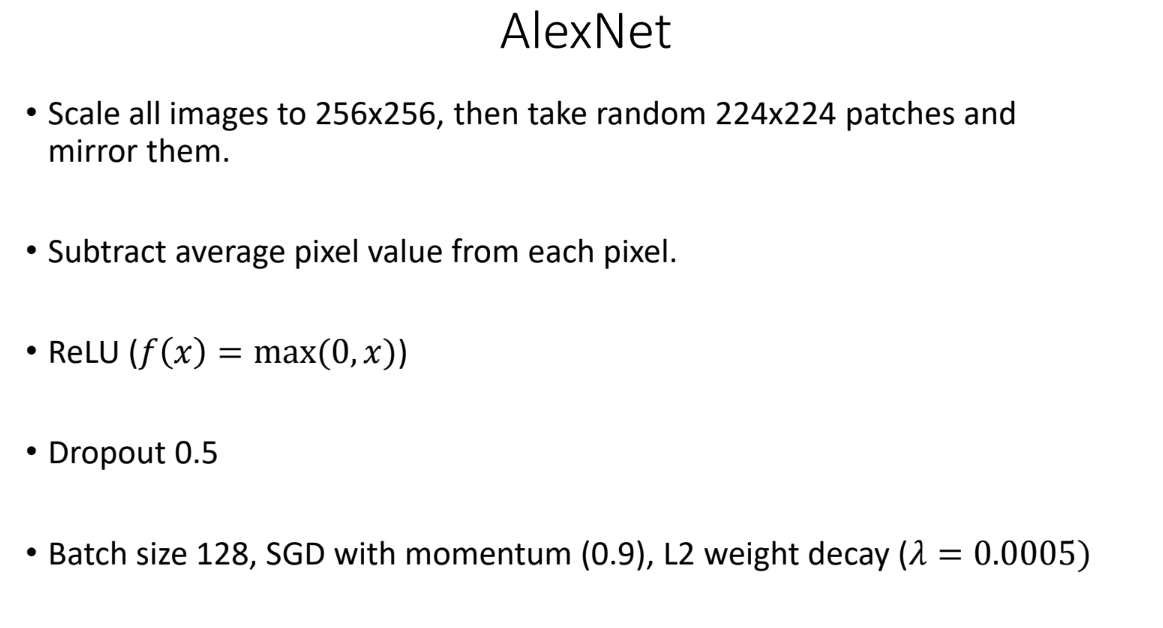 AlexNet
• Scale all images to 256x256, then take random 224x224 patches and
mirror them.
• Subtract average pixel value from each pixel.
• ReLU (𝑓(𝑥) = max(0, 𝑥))
• Dropout 0.5
• Batch size 128, SGD with momentum (0.9), L2 weight decay (𝜆 = 0.0005)